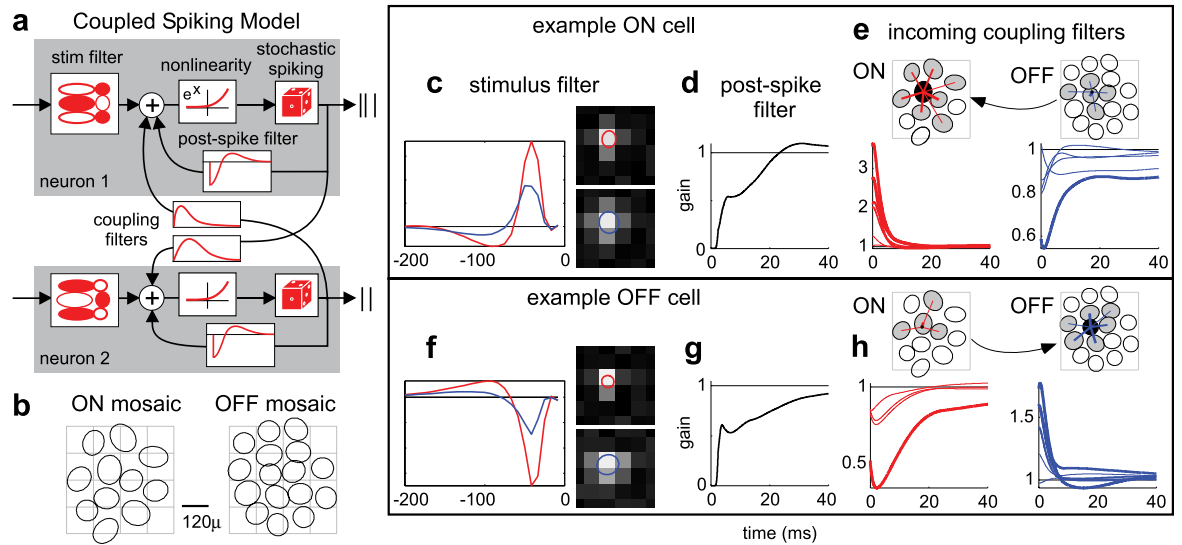 a Coupled Spiking Model
stim filter
nonlinearity
stochastic
spiking
e^x
+
post-spike filter
neuron 1
coupling
filters
+
neuron 2
b ON mosaic OFF mosaic
120μ
example ON cell
c stimulus filter
-200 -100 0
d post-spike
filter
gain
1
0
0 20 40
e incoming coupling filters
ON OFF
3
2
1
0 20 40
1
0.8
0.6
0 20 40
example OFF cell
f
-200 -100 0
g
gain
1
0
0 20 40
h
ON OFF
1
0.5
0 20 40
1.5
1
0 20 40
time (ms)